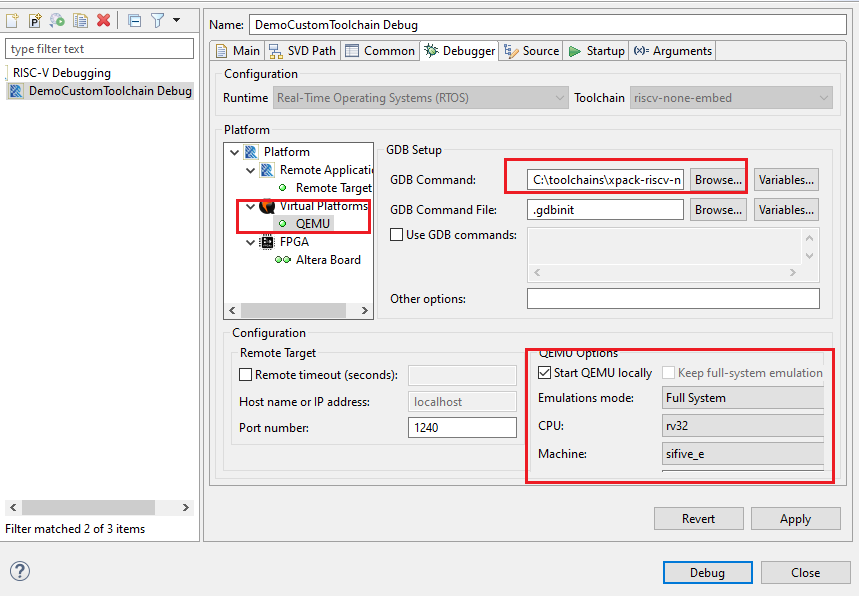 Name: DemoCustomToolchain Debug
type filter text
RISC-V Debugging
DemoCustomToolchain Debug
Main SVD Path Common Debugger Source Startup (x)= Arguments
Configuration
Runtime Real-Time Operating Systems (RTOS) Toolchain riscv-none-embed
Platform
Platform
Remote Applicati
Remote Target
Virtual Platforms
QEMU
FPGA
Altera Board
GDB Setup
GDB Command: C:\toolchains\xpack-riscv-n Browse... Variables...
GDB Command File: .gdbinit Browse... Variables...
Use GDB commands:
Other options:
Configuration
Remote Target
Remote timeout (seconds):
Host name or IP address: localhost
Port number: 1240
QEMU Options
Start QEMU locally Keep full-system emulation
Emulations mode: Full System
CPU: rv32
Machine: sifive_e
Filter matched 2 of 3 items
Revert Apply
? Debug Close